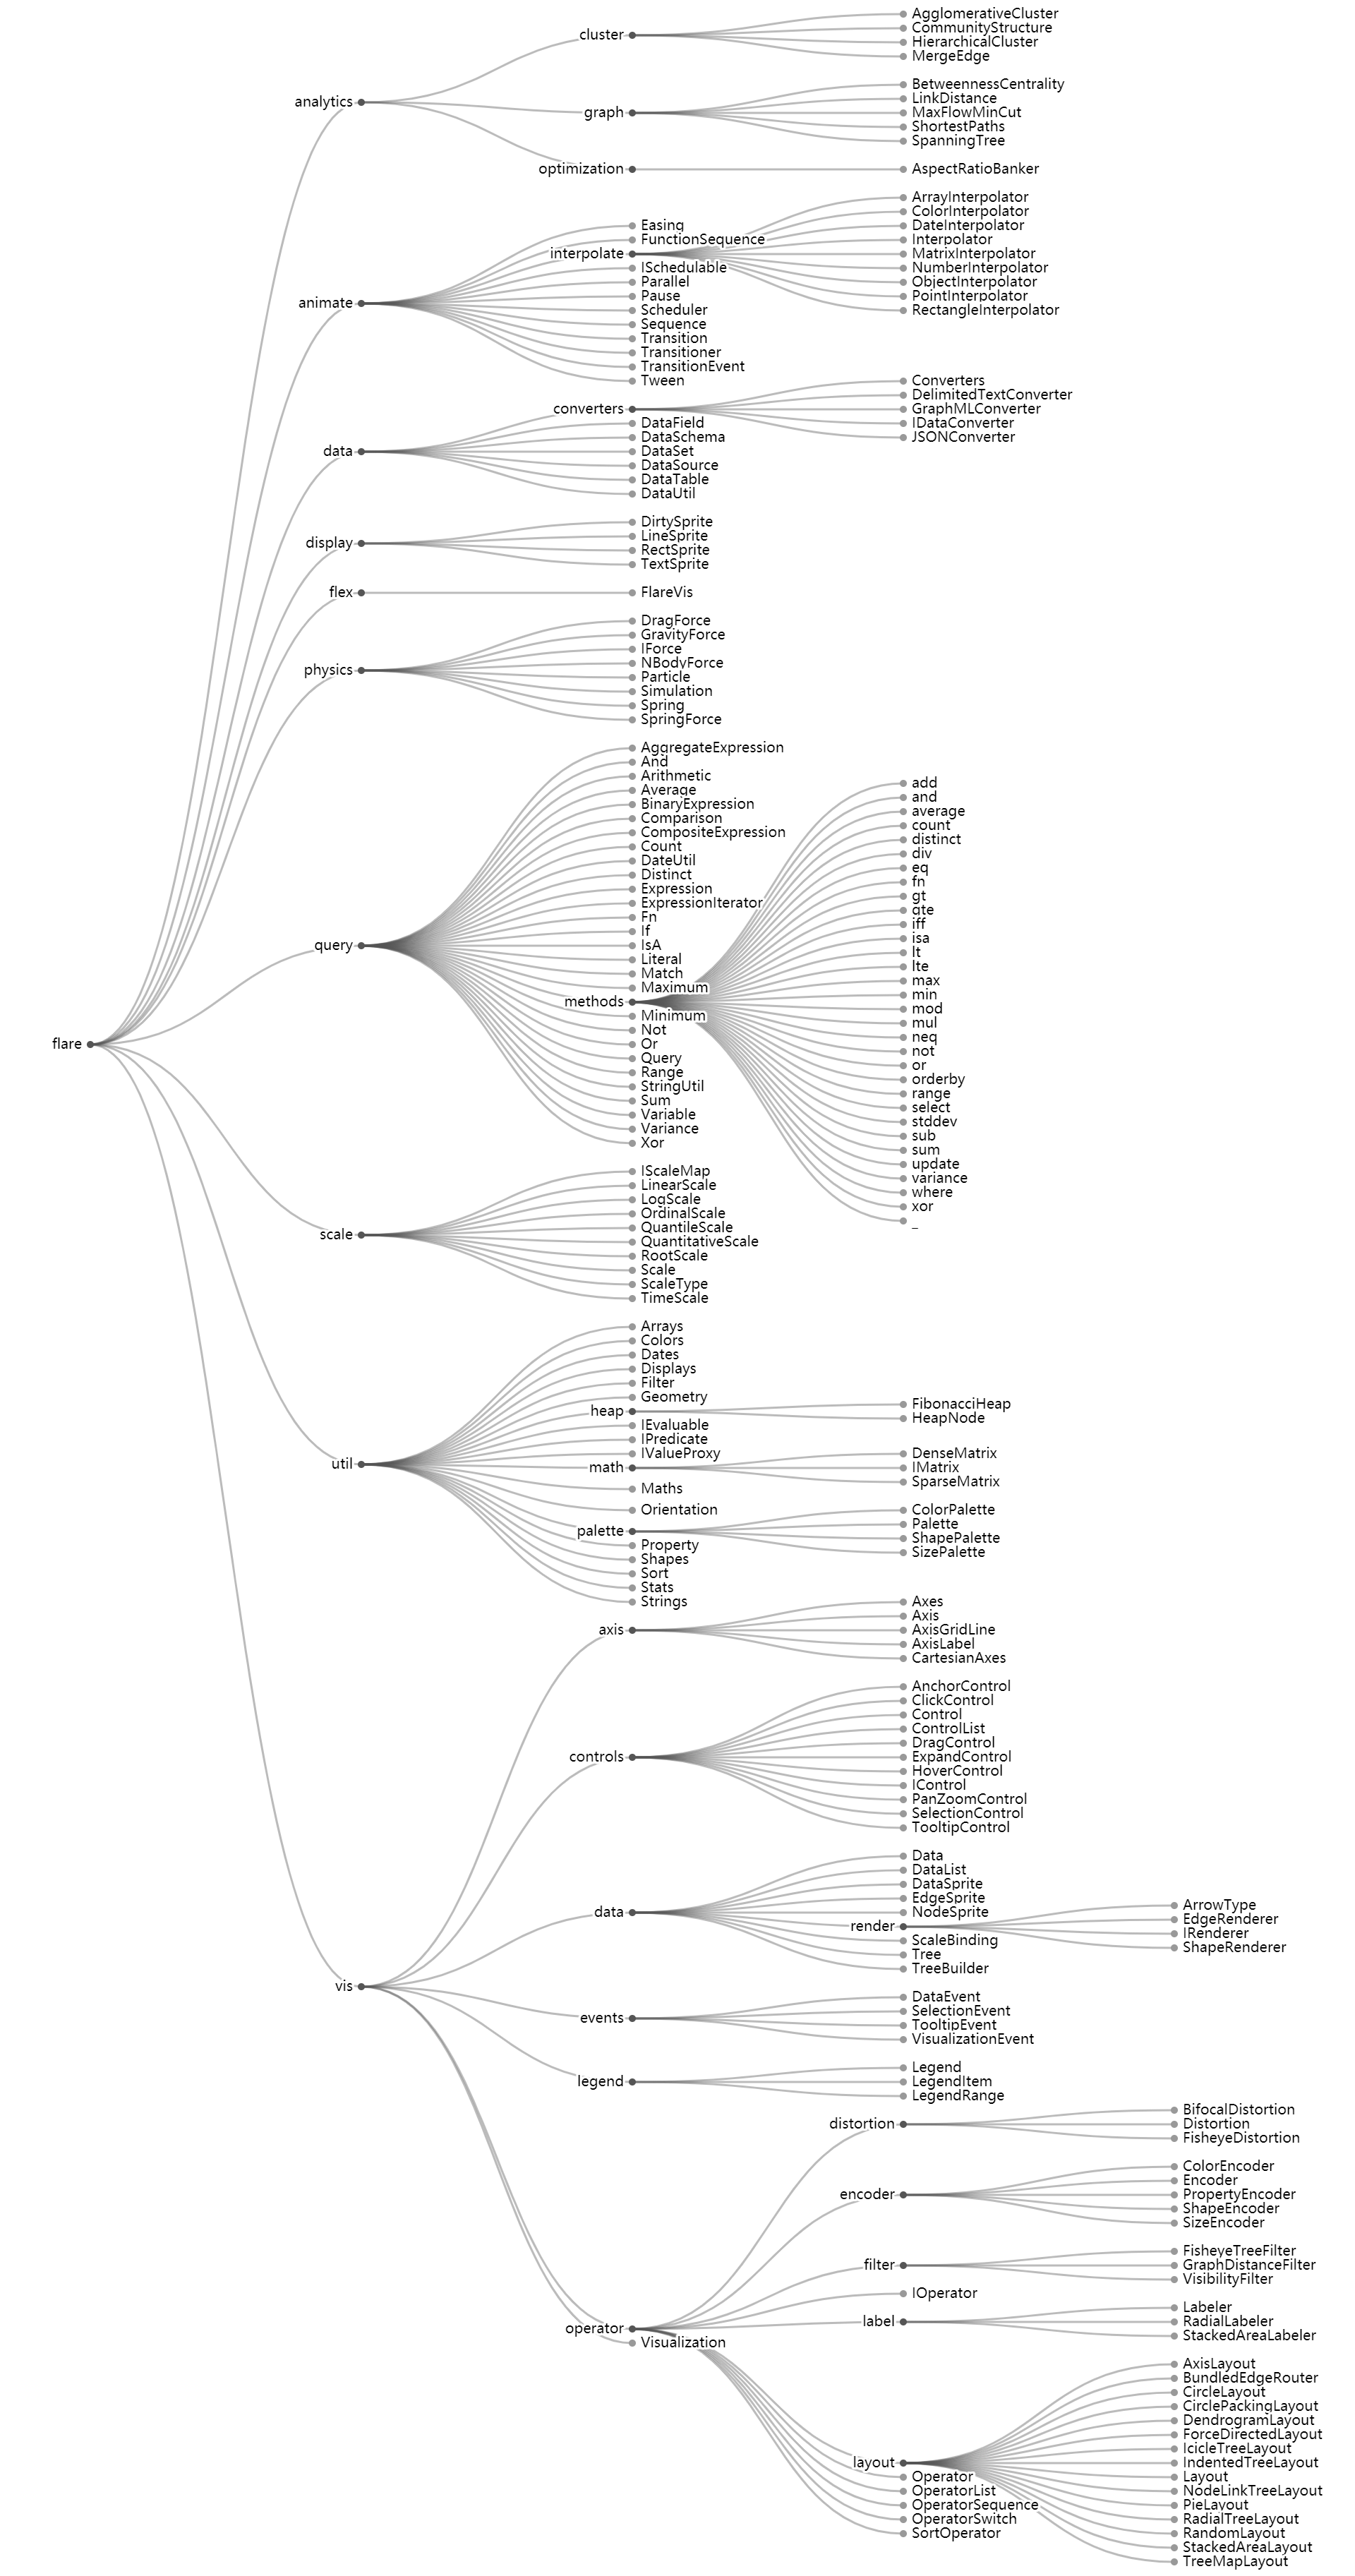 flare
analytics
cluster
AgglomerativeCluster
CommunityStructure
HierarchicalCluster
MergeEdge
graph
BetweennessCentrality
LinkDistance
MaxFlowMinCut
ShortestPaths
SpanningTree
optimization
AspectRatioBanker
animate
Easing
FunctionSequence
interpolate
ArrayInterpolator
ColorInterpolator
DateInterpolator
Interpolator
MatrixInterpolator
NumberInterpolator
ObjectInterpolator
PointInterpolator
RectangleInterpolator
ISchedulable
Parallel
Pause
Scheduler
Sequence
Transition
Transitioner
TransitionEvent
Tween
data
converters
Converters
DelimitedTextConverter
GraphMLConverter
IDataConverter
JSONConverter
DataField
DataSchema
DataSet
DataSource
DataTable
DataUtil
display
DirtySprite
LineSprite
RectSprite
TextSprite
flex
FlareVis
physics
DragForce
GravityForce
IForce
NBodyForce
Particle
Simulation
Spring
SpringForce
query
AggregateExpression
And
Arithmetic
Average
BinaryExpression
Comparison
CompositeExpression
Count
DateUtil
Distinct
Expression
ExpressionIterator
Fn
If
IsA
Literal
Match
Maximum
methods
add
and
average
count
distinct
div
eq
fn
gt
gte
iff
isa
lt
lte
max
min
mod
mul
neq
not
or
orderby
range
select
stddev
sub
sum
update
variance
where
xor
_
Minimum
Not
Or
Query
Range
StringUtil
Sum
Variable
Variance
Xor
scale
IScaleMap
LinearScale
LogScale
OrdinalScale
QuantileScale
QuantitativeScale
RootScale
Scale
ScaleType
TimeScale
util
Arrays
Colors
Dates
Displays
Filter
Geometry
heap
FibonacciHeap
HeapNode
IEvaluable
IPredicate
IValueProxy
math
DenseMatrix
IMatrix
SparseMatrix
Maths
Orientation
palette
ColorPalette
Palette
ShapePalette
SizePalette
Property
Shapes
Sort
Stats
Strings
vis
axis
Axes
Axis
AxisGridLine
AxisLabel
CartesianAxes
controls
AnchorControl
ClickControl
Control
ControlList
DragControl
ExpandControl
HoverControl
IControl
PanZoomControl
SelectionControl
TooltipControl
data
Data
DataList
DataSprite
EdgeSprite
NodeSprite
render
ArrowType
EdgeRenderer
IRenderer
ShapeRenderer
ScaleBinding
Tree
TreeBuilder
events
DataEvent
SelectionEvent
TooltipEvent
VisualizationEvent
legend
Legend
LegendItem
LegendRange
operator
distortion
BifocalDistortion
Distortion
FisheyeDistortion
encoder
ColorEncoder
Encoder
PropertyEncoder
ShapeEncoder
SizeEncoder
filter
FisheyeTreeFilter
GraphDistanceFilter
VisibilityFilter
IOperator
label
Labeler
RadialLabeler
StackedAreaLabeler
layout
AxisLayout
BundledEdgeRouter
CircleLayout
CirclePackingLayout
DendrogramLayout
ForceDirectedLayout
IcicleTreeLayout
IndentedTreeLayout
Layout
NodeLinkTreeLayout
PieLayout
RadialTreeLayout
RandomLayout
StackedAreaLayout
TreeMapLayout
Operator
OperatorList
OperatorSequence
OperatorSwitch
SortOperator
Visualization